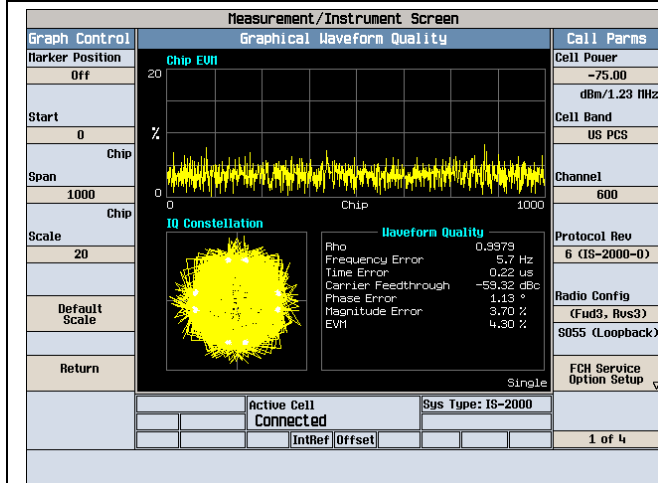 Measurement/Instrument Screen
Graph Control
Graphical Waveform Quality
Call Parms
Marker Position
Off
Start
0
Chip
Span
1000
Chip
Scale
20
Default
Scale
Return
Chip EVM
20
%
0
0
Chip
1000
IQ Constellation
Waveform Quality
Rho 0.9979
Frequency Error 5.7 Hz
Time Error 0.22 us
Carrier Feedthrough -59.32 dBc
Phase Error 1.13 °
Magnitude Error 3.70 %
EVM 4.30 %
Single
Cell Power
-75.00
dBm/1.23 MHz
Cell Band
US PCS
Channel
600
Protocol Rev
6 (IS-2000-0)
Radio Config
(Fwd3, Rvs3)
SO55 (Loopback)
FCH Service
Option Setup
1 of 4
Active Cell
Connected
Sys Type: IS-2000
IntRef
Offset